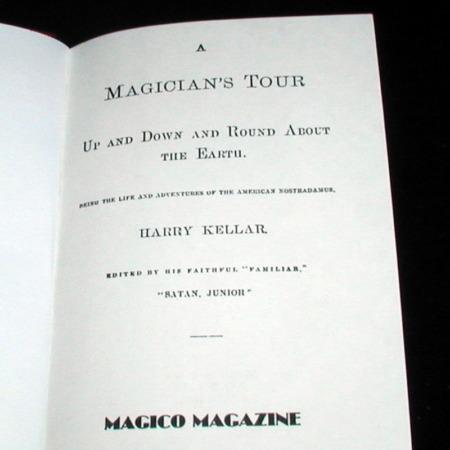 A
MAGICIAN'S TOUR
UP AND DOWN AND ROUND ABOUT
THE EARTH.
BEING THE LIFE AND ADVENTURES OF THE AMERICAN NOSTRADAMUS,
HARRY KELLAR.
EDITED BY HIS FAITHFUL "FAMILIAR,"
"SATAN, JUNIOR"
MAGICO MAGAZINE